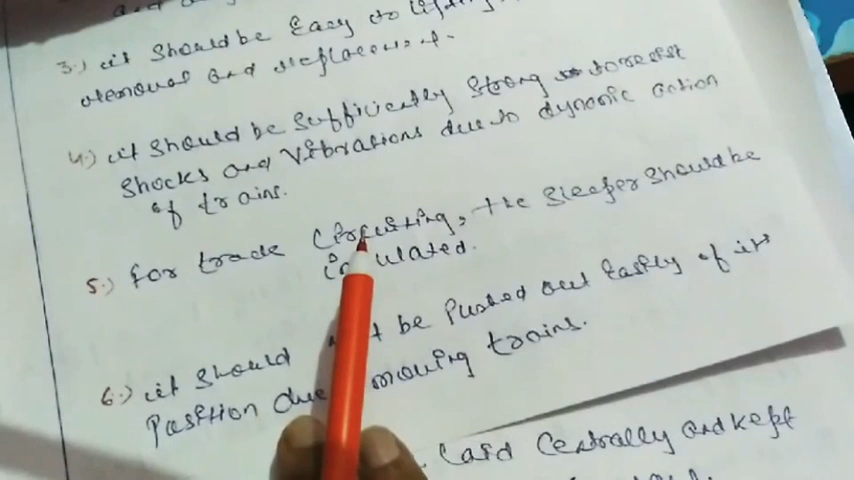 3.) it should be Easy to
removal and replacement.
4.) it should be sufficiently strong to resist
shocks and vibrations due to dynamic action
of trains.
5.) for track circuiting, the sleeper should be
6.) it should be pushed out easily of its
position due moving trains.
laid centrally and kept